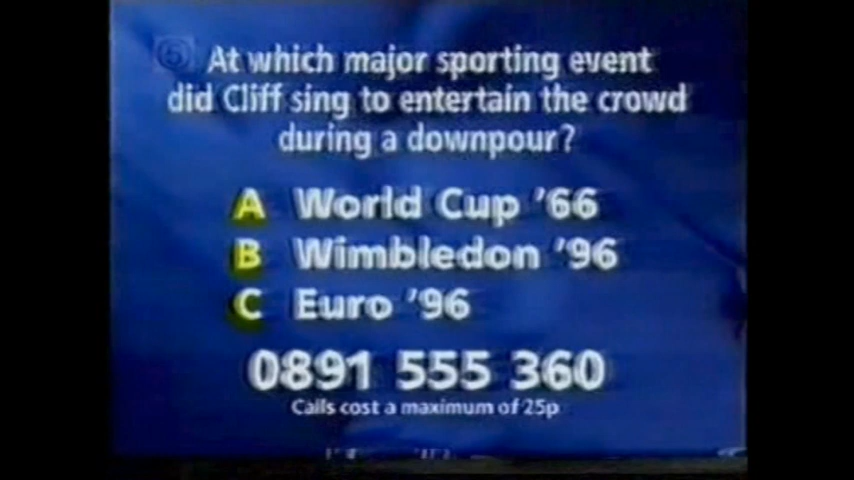 5
At which major sporting event
did Cliff sing to entertain the crowd
during a downpour?
A World Cup '66
B Wimbledon '96
C Euro '96
0891 555 360
Calls cost a maximum of 25p